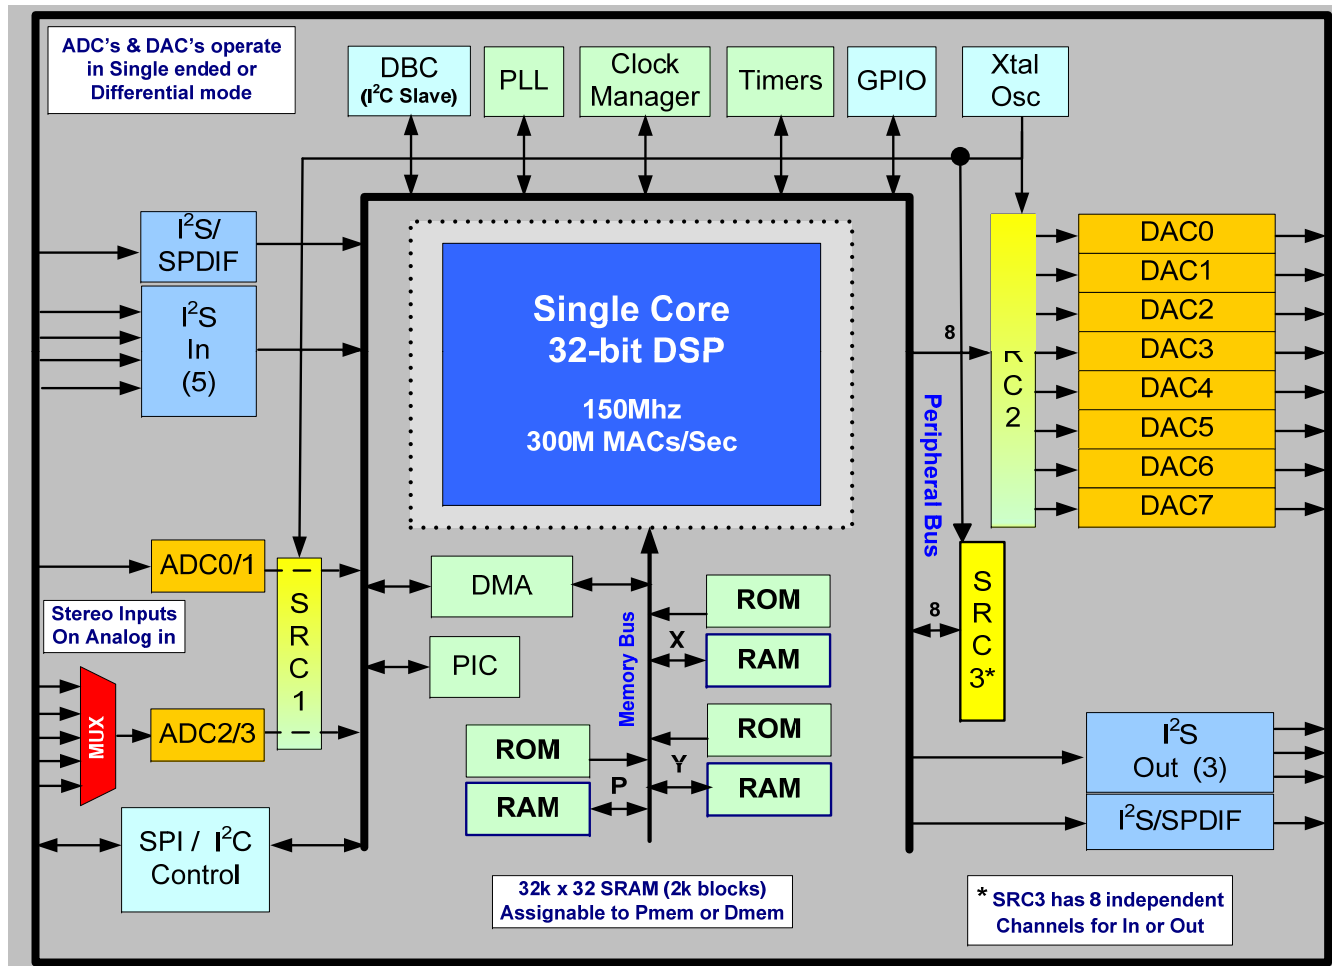 ADC's & DAC's operate
in Single ended or
Differential mode
DBC
(I²C Slave)
PLL
Clock
Manager
Timers
GPIO
Xtal
Osc
I²S/
SPDIF
I²S
In
(5)
Single Core
32-bit DSP
150Mhz
300M MACs/Sec
8
Peripheral Bus
R
C
2
DAC0
DAC1
DAC2
DAC3
DAC4
DAC5
DAC6
DAC7
ADC0/1
S
R
C
1
Stereo Inputs
On Analog in
MUX
ADC2/3
DMA
PIC
Memory Bus
ROM
X
RAM
ROM
Y
RAM
ROM
P
RAM
8
S
R
C
3*
I²S
Out (3)
I²S/SPDIF
SPI / I²C
Control
32k x 32 SRAM (2k blocks)
Assignable to Pmem or Dmem
* SRC3 has 8 independent
Channels for In or Out